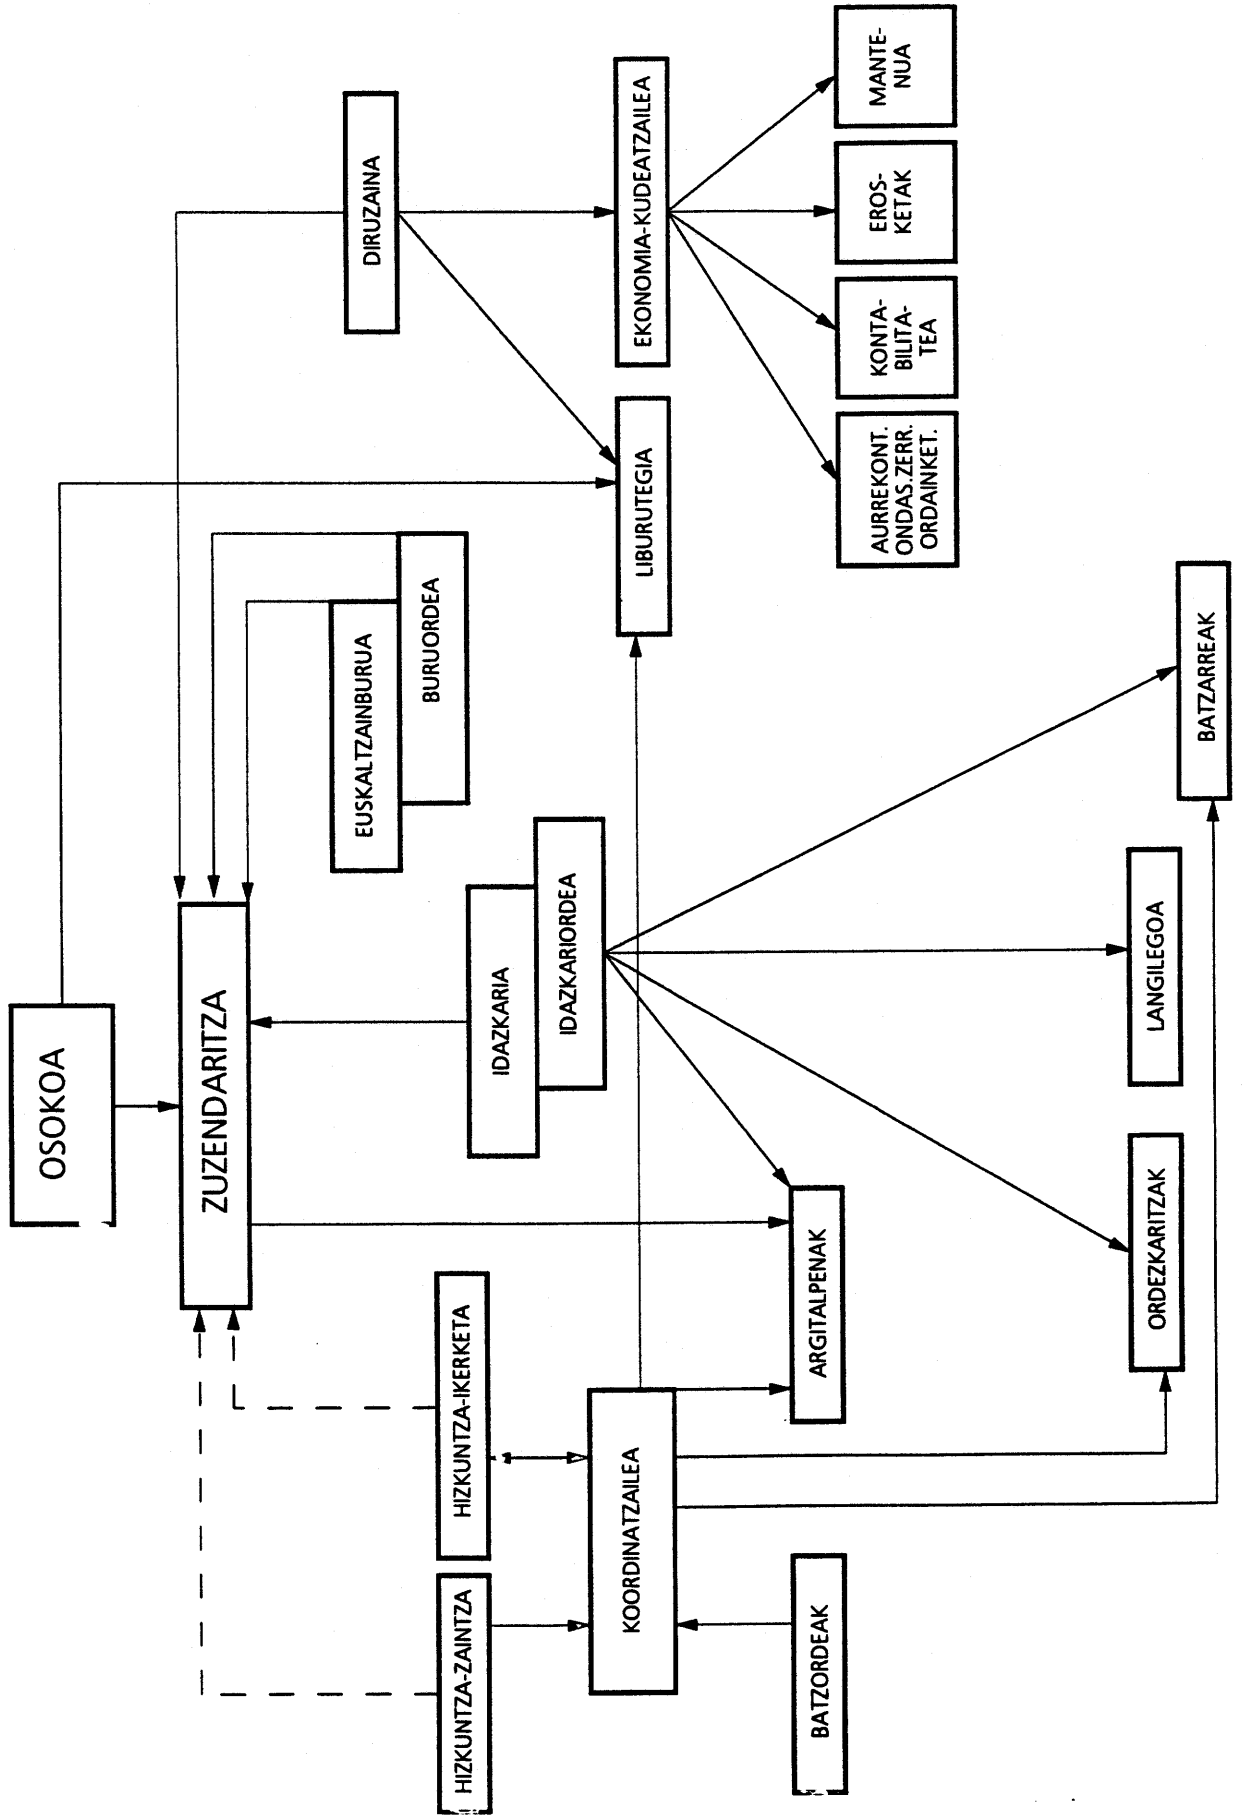 OSOKOA
ZUZENDARITZA
DIRUZAINA
EUSKALTZAINBURUA
BURUORDEA
HIZKUNTZA-ZAINTZA
HIZKUNTZA-IKERKETA
IDAZKARIA
IDAZKARIORDEA
KOORDINATZAILEA
LIBURUTEGIA
EKONOMIA-KUDEATZAILEA
BATZORDEAK
ARGITALPENAK
AURREKONT.
ONDAS.ZERR.
ORDAINKET.
KONTA-
BILITA-
TEA
EROS-
KETAK
MANTE-
NUA
ORDEZKARITZAK
LANGILEGOA
BATZARREAK